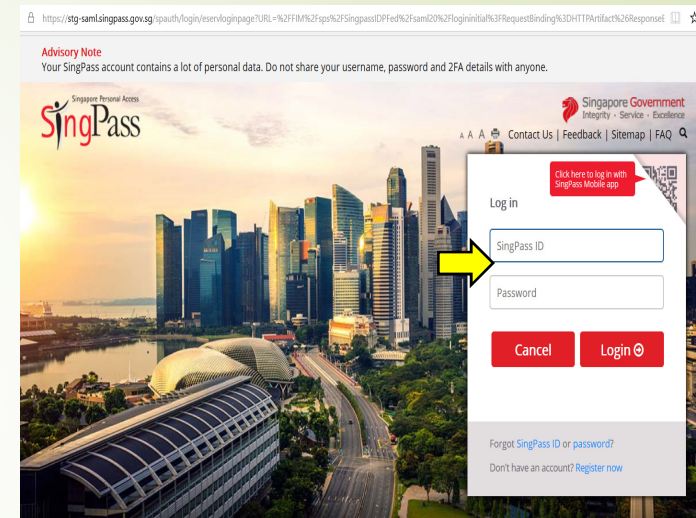 https://stg-saml.singpass.gov.sg/spauth/login/eservloginpage?URL=%2FFIM%2Fsps%2FSingpassIDPFed%2Fsaml20%2Flogininitial%3FRequestBinding%3DHTTPArtifact%26ResponseE
Advisory Note
Your SingPass account contains a lot of personal data. Do not share your username, password and 2FA details with anyone.
Singapore Personal Access
SingPass
Singapore Government
Integrity · Service · Excellence
A A A Contact Us | Feedback | Sitemap | FAQ
Click here to log in with
SingPass Mobile app
Log in
SingPass ID
Password
Cancel Login
Forgot SingPass ID or password?
Don't have an account? Register now